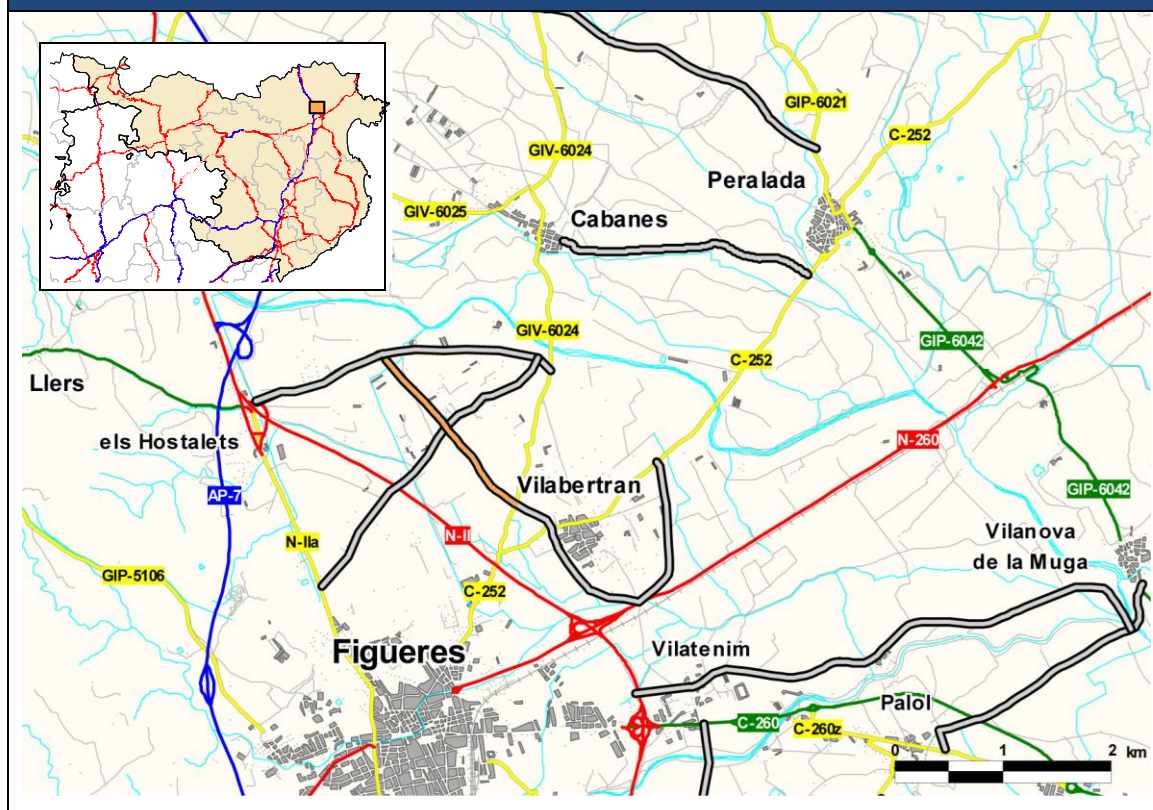 GIP-6021
C-252
GIV-6024
Peralada
GIV-6025
Cabanes
GIV-6024
GIP-6042
C-252
Llers
els Hostalets
N-260
Vilabertran
AP-7
GIP-6042
N-II
Vilanova
de la Muga
N-IIa
GIP-5106
C-252
Figueres
Vilatenim
Palol
C-260
C-260z
0 1 2 km